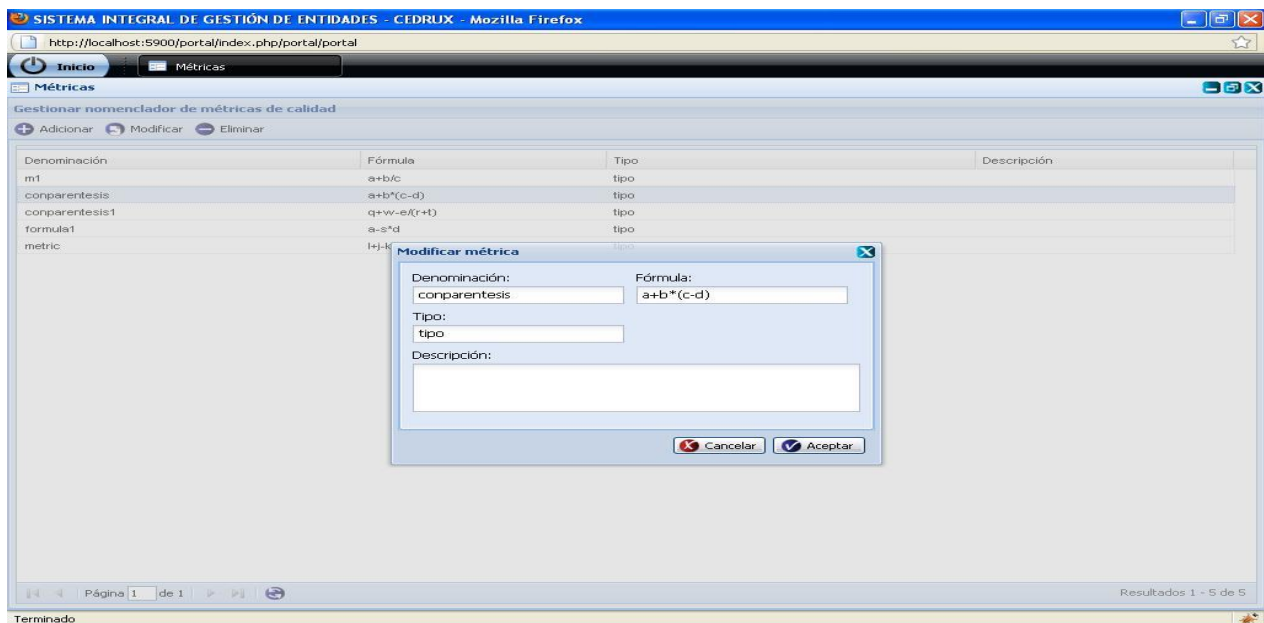 SISTEMA INTEGRAL DE GESTIÓN DE ENTIDADES - CEDRUX - Mozilla Firefox
http://localhost:5900/portal/index.php/portal/portal
Inicio Métricas
Métricas
Gestionar nomenclador de métricas de calidad
Adicionar Modificar Eliminar
Denominación Fórmula Tipo Descripción
m1 a+b/c tipo
conparentesis a+b*(c-d) tipo
conparentesis1 q+w-e/(r+t) tipo
formula1 a-s*d tipo
metric l+j-k tipo
Modificar métrica
Denominación: Fórmula:
conparentesis a+b*(c-d)
Tipo:
tipo
Descripción:
Cancelar Aceptar
Página 1 de 1 Resultados 1 - 5 de 5
Terminado